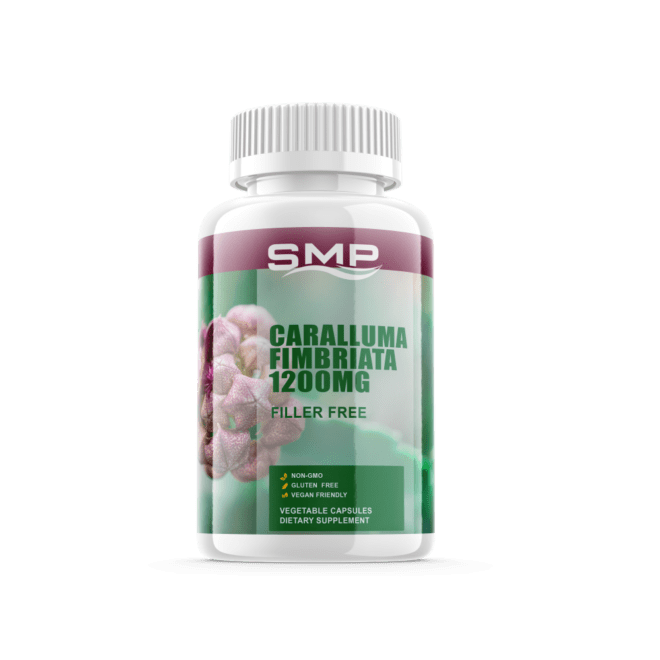 SMP
CARALLUMA
FIMBRIATA
1200MG
FILLER FREE
NON-GMO
GLUTEN FREE
VEGAN FRIENDLY
VEGETABLE CAPSULES
DIETARY SUPPLEMENT